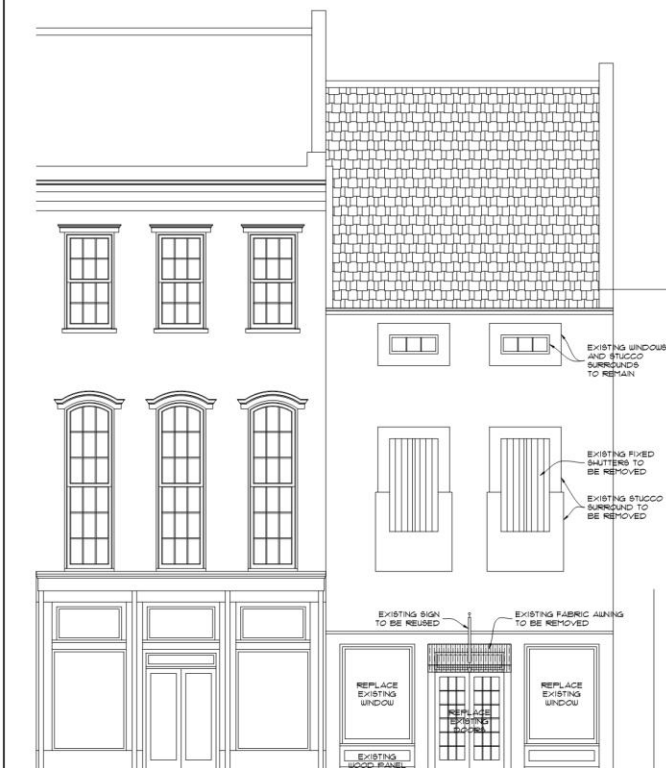 EXISTING WINDOWS
AND STUCCO
SURROUNDS
TO REMAIN
EXISTING FIXED
SHUTTERS TO
BE REMOVED
EXISTING STUCCO
SURROUND TO
BE REMOVED
EXISTING SIGN
TO BE REUSED
EXISTING FABRIC AWNING
TO BE REMOVED
REPLACE
EXISTING
WINDOW
REPLACE
EXISTING
DOORS
REPLACE
EXISTING
WINDOW
EXISTING
WOOD PANEL